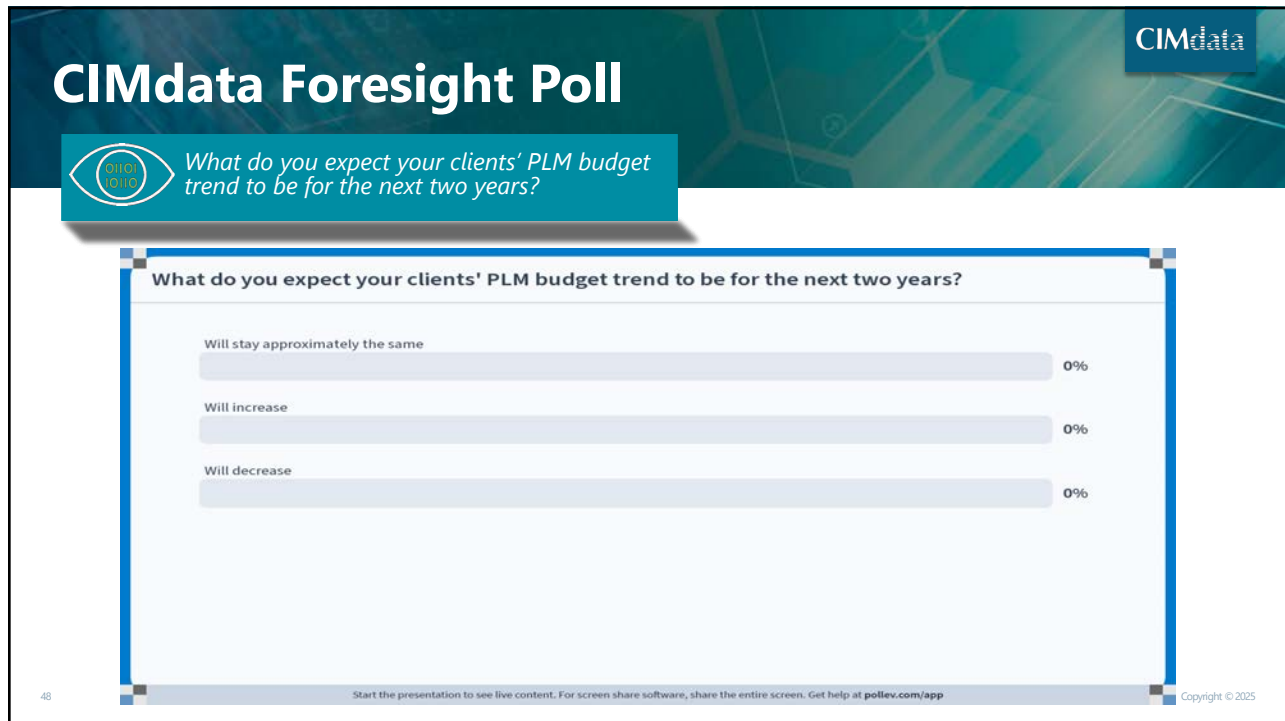 CIMdata
CIMdata Foresight Poll
01101
10110
What do you expect your clients’ PLM budget
trend to be for the next two years?
What do you expect your clients' PLM budget trend to be for the next two years?
Will stay approximately the same
0%
Will increase
0%
Will decrease
0%
Start the presentation to see live content. For screen share software, share the entire screen. Get help at pollev.com/app
48
Copyright © 2025